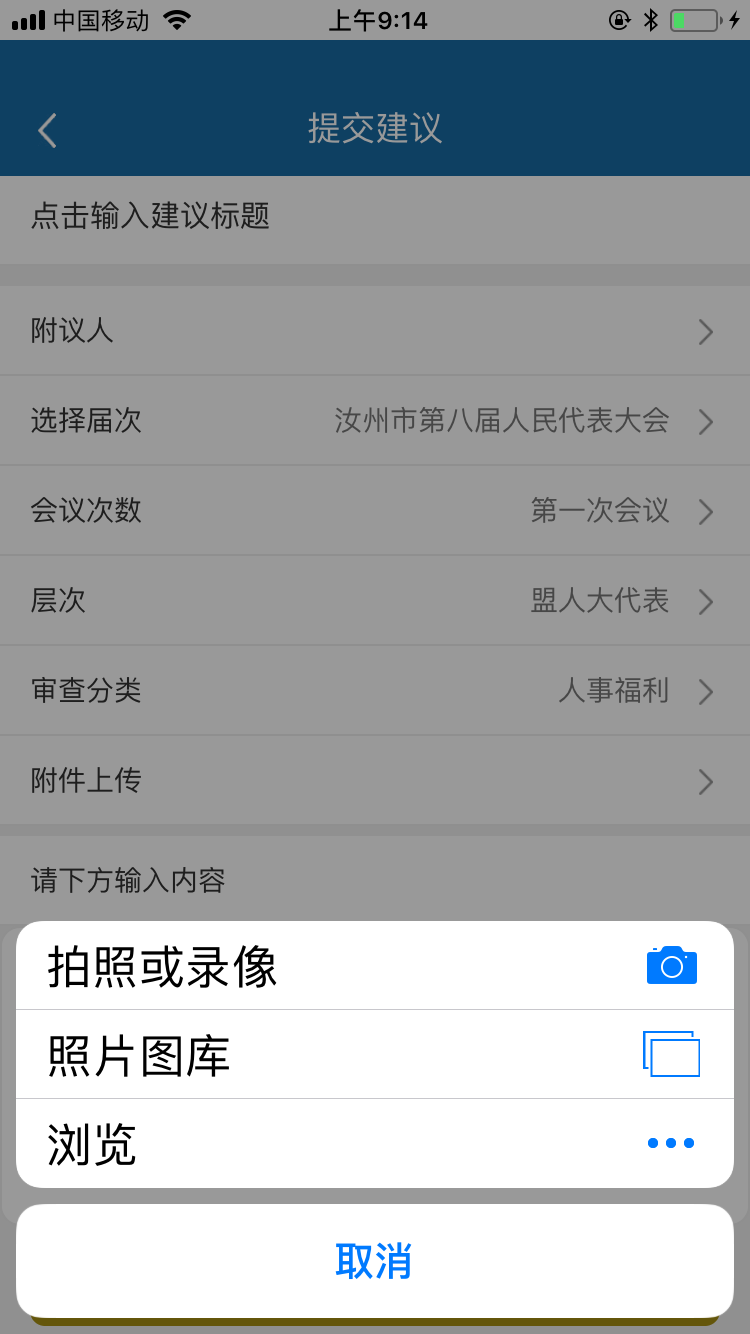 中国移动 上午9:14
提交建议
点击输入建议标题
附议人
选择届次 汝州市第八届人民代表大会
会议次数 第一次会议
层次 盟人大代表
审查分类 人事福利
附件上传
请下方输入内容
拍照或录像
照片图库
浏览
取消